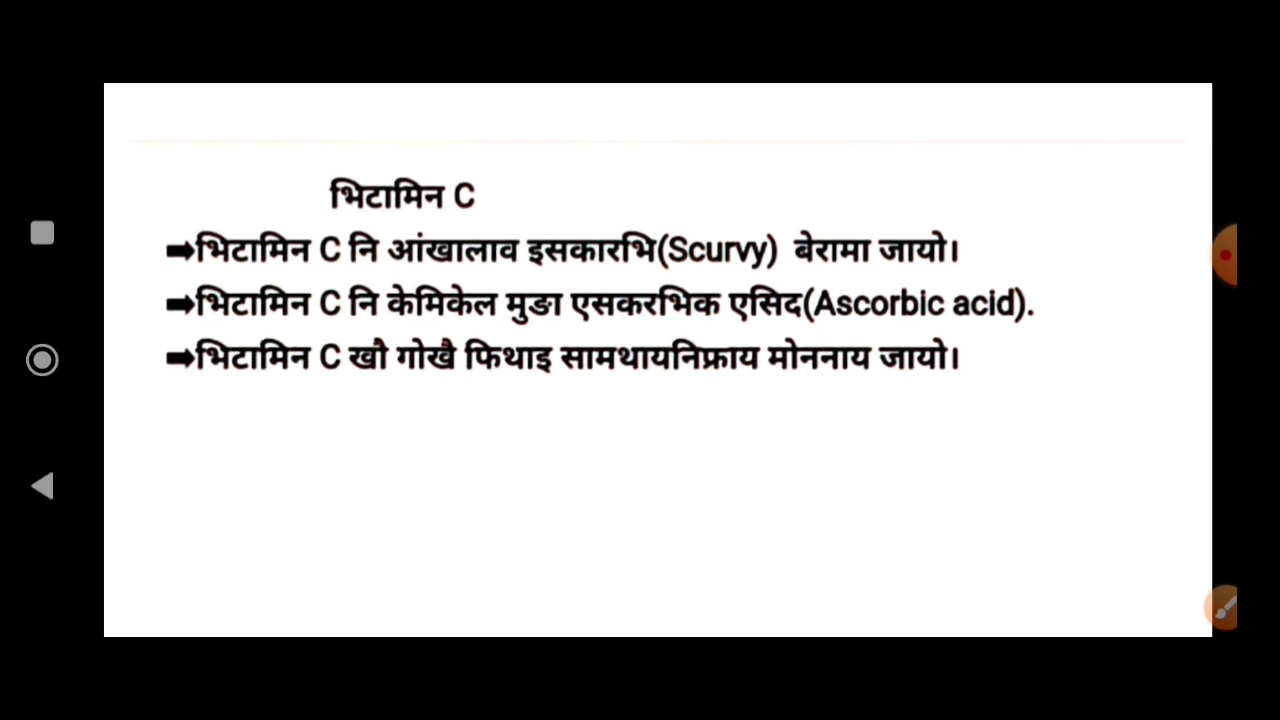 भिटामिन C
➡भिटामिन C नि आंखालाव इसकारभि(Scurvy) बेरामा जायो।
➡भिटामिन C नि केमिकेल मुङा एसकरभिक एसिद(Ascorbic acid).
➡भिटामिन C खौ गोखै फिथाइ सामथायनिफ्राय मोननाय जायो।